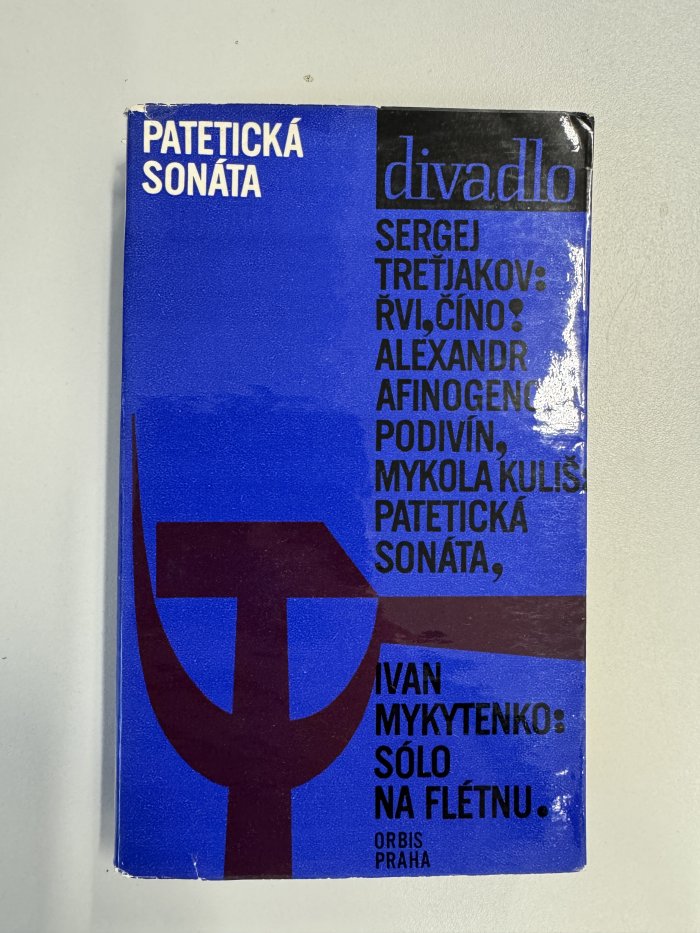 PATETICKÁ
SONÁTA
divadlo
SERGEJ
TREŤJAKOV:
ŘVI, ČÍNO!
ALEXANDR
AFINOGENO
PODIVÍN,
MYKOLA KULIŠ:
PATETICKÁ
SONÁTA,
IVAN
MYKYTENKO:
SÓLO
NA FLÉTNU.
ORBIS
PRAHA